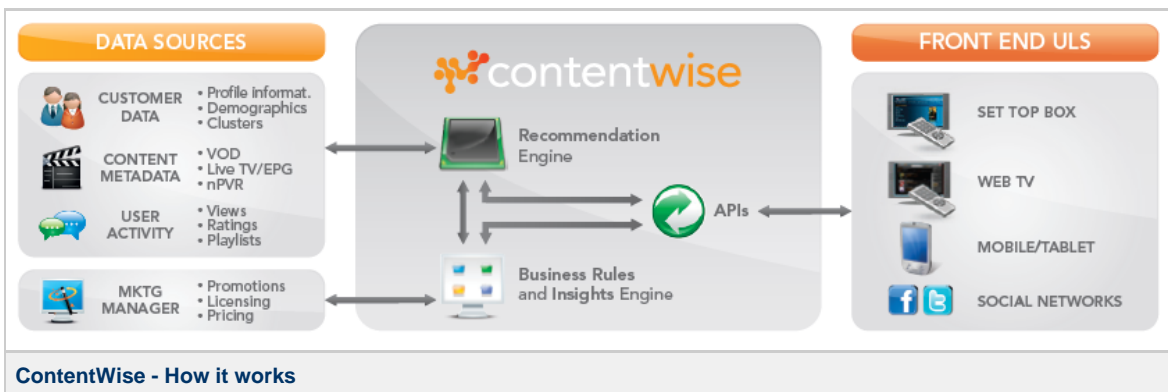 DATA SOURCES
CUSTOMER
DATA
• Profile informat.
• Demographics
• Clusters
CONTENT
METADATA
• VOD
• Live TV/EPG
• nPVR
USER
ACTIVITY
• Views
• Ratings
• Playlists
MKTG
MANAGER
• Promotions
• Licensing
• Pricing
contentwise
Recommendation
Engine
APIs
Business Rules
and Insights Engine
FRONT END ULS
SET TOP BOX
WEB TV
MOBILE/TABLET
f t SOCIAL NETWORKS
ContentWise - How it works